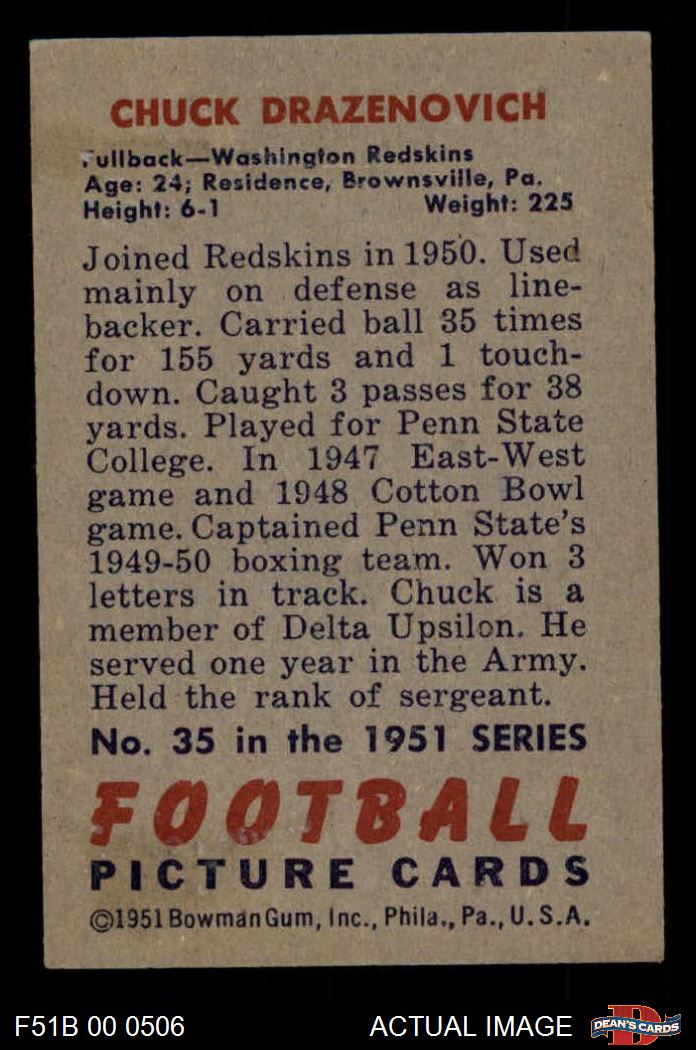 CHUCK DRAZENOVICH
Fullback—Washington Redskins
Age: 24; Residence, Brownsville, Pa.
Height: 6-1 Weight: 225
Joined Redskins in 1950. Used
mainly on defense as line-
backer. Carried ball 35 times
for 155 yards and 1 touch-
down. Caught 3 passes for 38
yards. Played for Penn State
College. In 1947 East-West
game and 1948 Cotton Bowl
game. Captained Penn State's
1949-50 boxing team. Won 3
letters in track. Chuck is a
member of Delta Upsilon. He
served one year in the Army.
Held the rank of sergeant.
No. 35 in the 1951 SERIES
FOOTBALL
PICTURE CARDS
©1951 Bowman Gum, Inc., Phila., Pa., U.S.A.
F51B 00 0506 ACTUAL IMAGE D DEAN'S CARDS